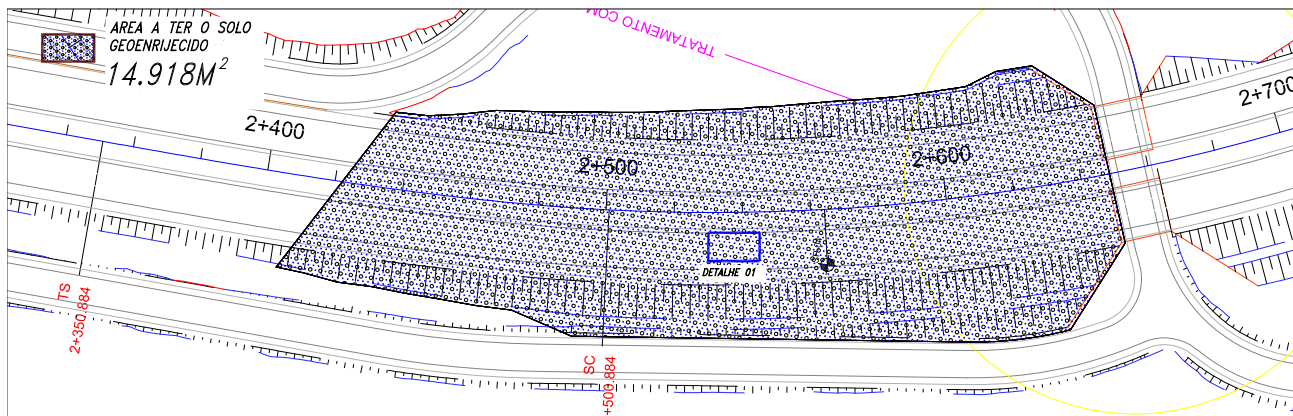 AREA A TER O SOLO
GEOENRIJECIDO
14.918M²
TRATAMENTO COM
2+400
2+500
2+600
2+700
DETALHE 01
TS
2+350.884
SC
+500.884